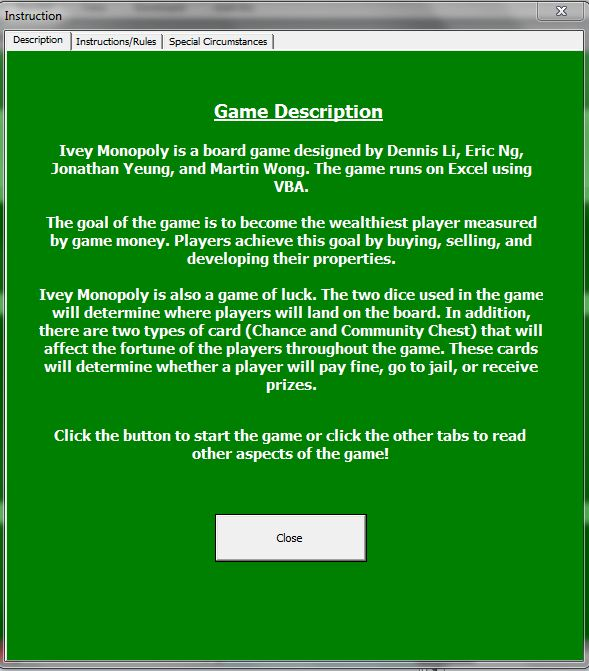 Instruction
Description
Instructions/Rules
Special Circumstances
Game Description
Ivey Monopoly is a board game designed by Dennis Li, Eric Ng,
Jonathan Yeung, and Martin Wong. The game runs on Excel using
VBA.
The goal of the game is to become the wealthiest player measured
by game money. Players achieve this goal by buying, selling, and
developing their properties.
Ivey Monopoly is also a game of luck. The two dice used in the game
will determine where players will land on the board. In addition,
there are two types of card (Chance and Community Chest) that will
affect the fortune of the players throughout the game. These cards
will determine whether a player will pay fine, go to jail, or receive
prizes.
Click the button to start the game or click the other tabs to read
other aspects of the game!
Close